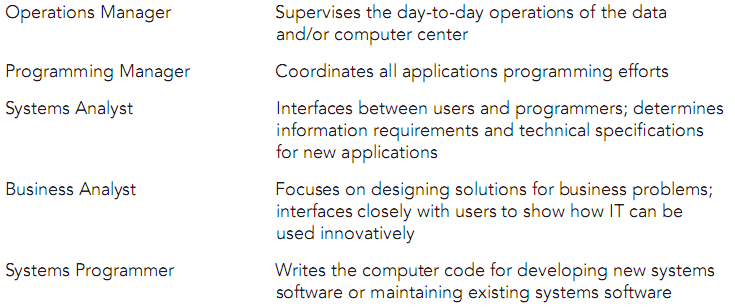 Operations Manager Supervises the day-to-day operations of the data
and/or computer center
Programming Manager Coordinates all applications programming efforts
Systems Analyst Interfaces between users and programmers; determines
information requirements and technical specifications
for new applications
Business Analyst Focuses on designing solutions for business problems;
interfaces closely with users to show how IT can be
used innovatively
Systems Programmer Writes the computer code for developing new systems
software or maintaining existing systems software